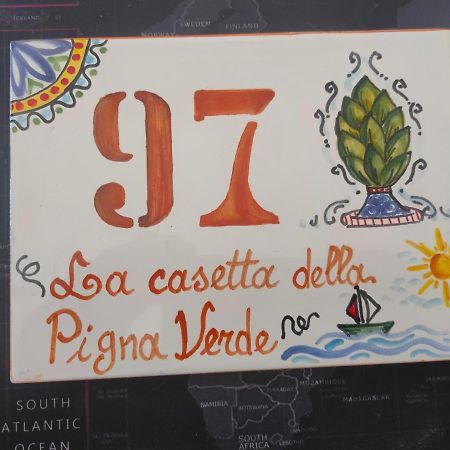 SWEDEN
FINLAND
NORWAY
97
La casetta della
Pigna Verde
SOUTH
ATLANTIC
OCEAN
NAMIBIA
BOTSWANA
MOZAMBIQUE
MADAGASCAR
SOUTH
AFRICA